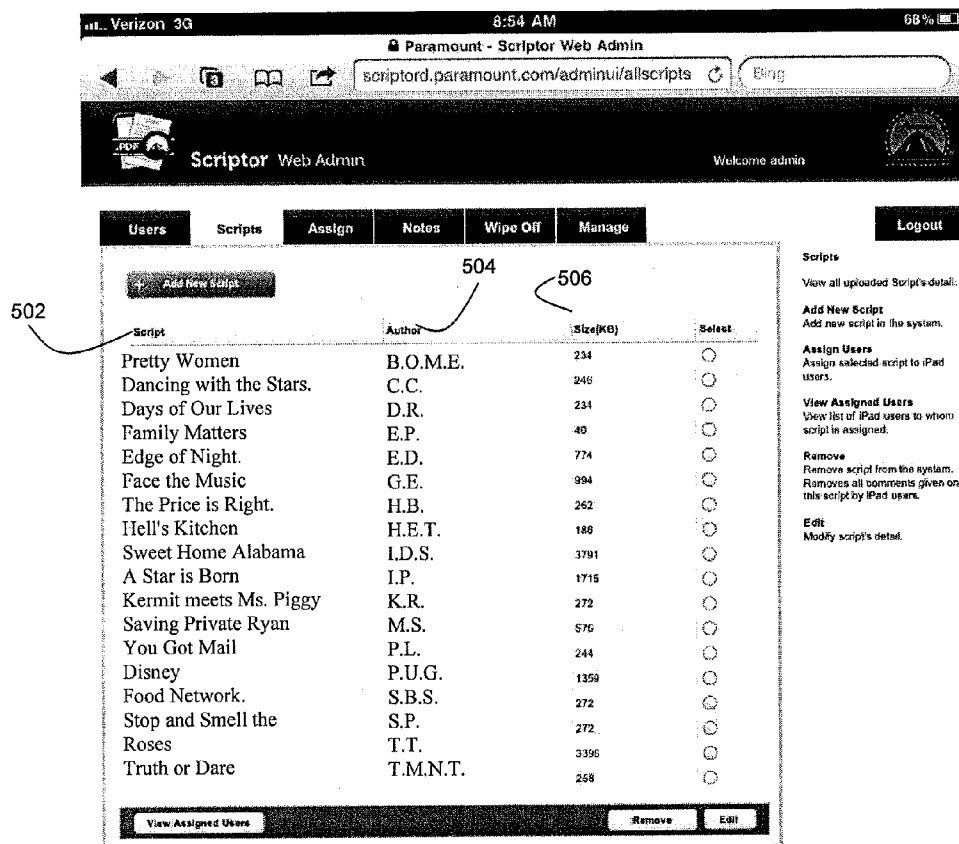 Verizon 3G 8:54 AM 68%
Paramount - Scriptor Web Admin
3 scriptord.paramount.com/adminui/allscripts Bing
.PDF
Scriptor Web Admin Welcome admin
Users Scripts Assign Notes Wipe Off Manage Logout
+ Add New Script
502 504 506
Script Author Size(KB) Select
Pretty Women B.O.M.E. 234
Dancing with the Stars. C.C. 246
Days of Our Lives D.R. 234
Family Matters E.P. 40
Edge of Night. E.D. 774
Face the Music G.E. 994
The Price is Right. H.B. 262
Hell's Kitchen H.E.T. 186
Sweet Home Alabama I.D.S. 3791
A Star is Born I.P. 1715
Kermit meets Ms. Piggy K.R. 272
Saving Private Ryan M.S. 576
You Got Mail P.L. 244
Disney P.U.G. 1359
Food Network. S.B.S. 272
Stop and Smell the S.P. 272
Roses T.T. 3396
Truth or Dare T.M.N.T. 258
View Assigned Users Remove Edit
Scripts
View all uploaded Script's detail.
Add New Script
Add new script in the system.
Assign Users
Assign selected script to iPad
users.
View Assigned Users
View list of iPad users to whom
script is assigned.
Remove
Remove script from the system.
Removes all comments given on
this script by iPad users.
Edit
Modify script's detail.